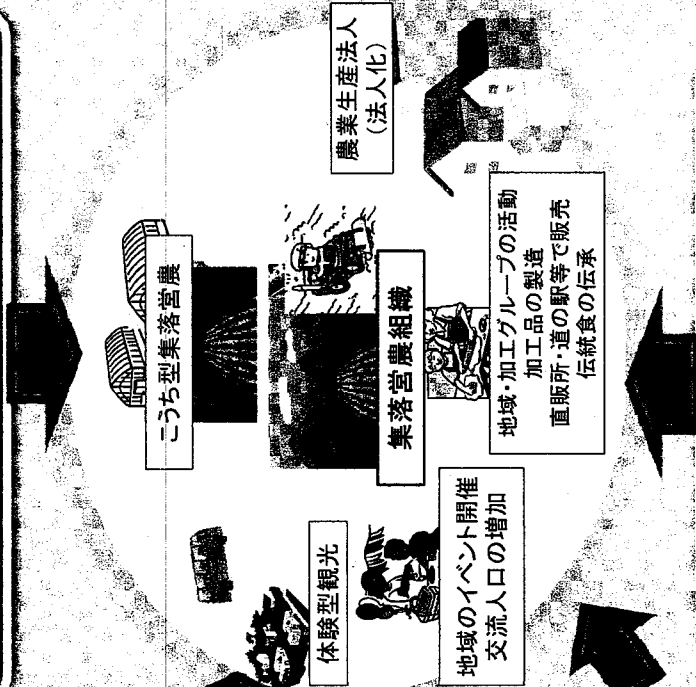 こうち型集落営農
農業生産法人
（法人化）
集落営農組織
体験型観光
地域・加工グループの活動
加工品の製造
直販所・道の駅等で販売
伝統食の伝承
地域のイベント開催
交流人口の増加